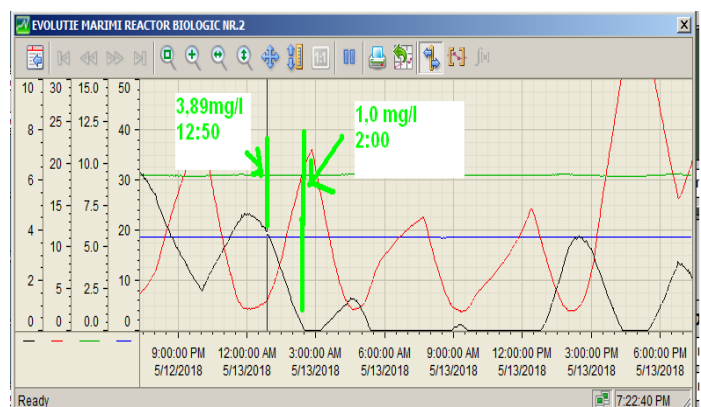 EVOLUTIE MARIMI REACTOR BIOLOGIC NR.2
1:1
f(x)
10 30 15.0 50
3,89mg/l
12:50
1,0 mg/l
2:00
8 25 12.5 40
20 10.0
6 30
15 7.5
4 20
10 5.0
2 5 2.5 10
0 0 0.0 0
9:00:00 PM 12:00:00 AM 3:00:00 AM 6:00:00 AM 9:00:00 AM 12:00:00 PM 3:00:00 PM 6:00:00 PM
5/12/2018 5/13/2018 5/13/2018 5/13/2018 5/13/2018 5/13/2018 5/13/2018 5/13/2018
Ready 7:22:40 PM